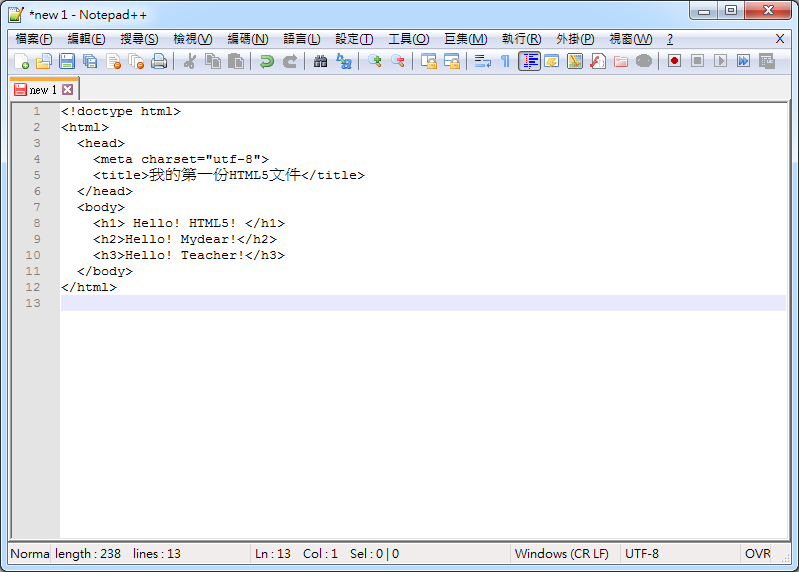 *new 1 - Notepad++
檔案(F) 編輯(E) 搜尋(S) 檢視(V) 編碼(N) 語言(L) 設定(T) 工具(O) 巨集(M) 執行(R) 外掛(P) 視窗(W) ? X
new 1
1 <!doctype html>
2 <html>
3   <head>
4     <meta charset="utf-8">
5     <title>我的第一份HTML5文件</title>
6   </head>
7   <body>
8     <h1> Hello! HTML5! </h1>
9     <h2>Hello! Mydear!</h2>
10     <h3>Hello! Teacher!</h3>
11   </body>
12 </html>
13
Norma length : 238 lines : 13 Ln : 13 Col : 1 Sel : 0 | 0 Windows (CR LF) UTF-8 OVR